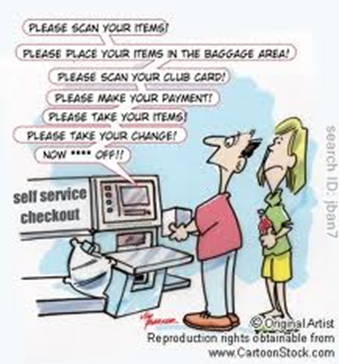 PLEASE SCAN YOUR ITEMS!
PLEASE PLACE YOUR ITEMS IN THE BAGGAGE AREA!
PLEASE SCAN YOUR CLUB CARD!
PLEASE MAKE YOUR PAYMENT!
PLEASE TAKE YOUR ITEMS!
PLEASE TAKE YOUR CHANGE!
NOW **** OFF!!
self service
checkout
search ID: jban7
© Original Artist
Reproduction rights obtainable from
www.CartoonStock.com